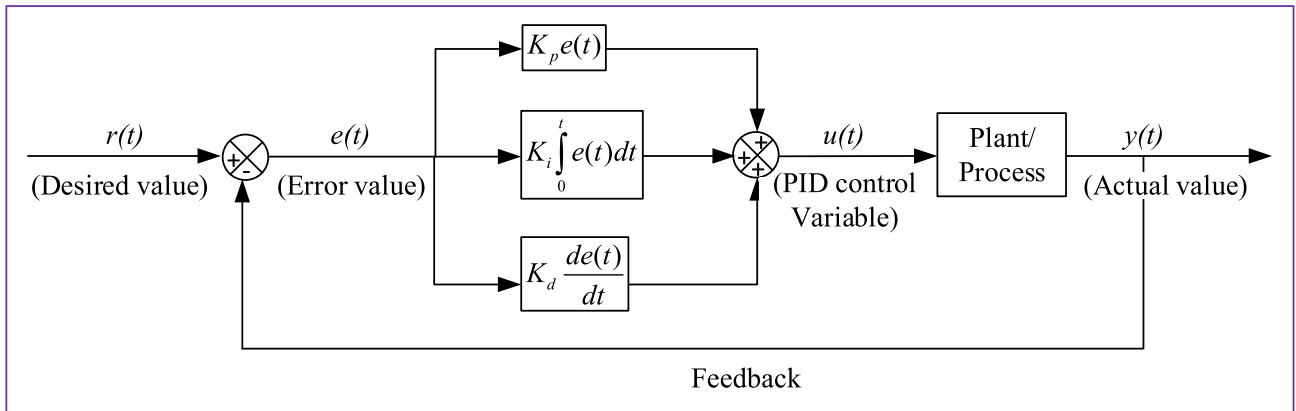 K_p e(t)
r(t)
(Desired value)
+
-
e(t)
(Error value)
K_i ∫_0^t e(t)dt
K_d de(t)/dt
+
+
+
u(t)
(PID control
Variable)
Plant/
Process
y(t)
(Actual value)
Feedback